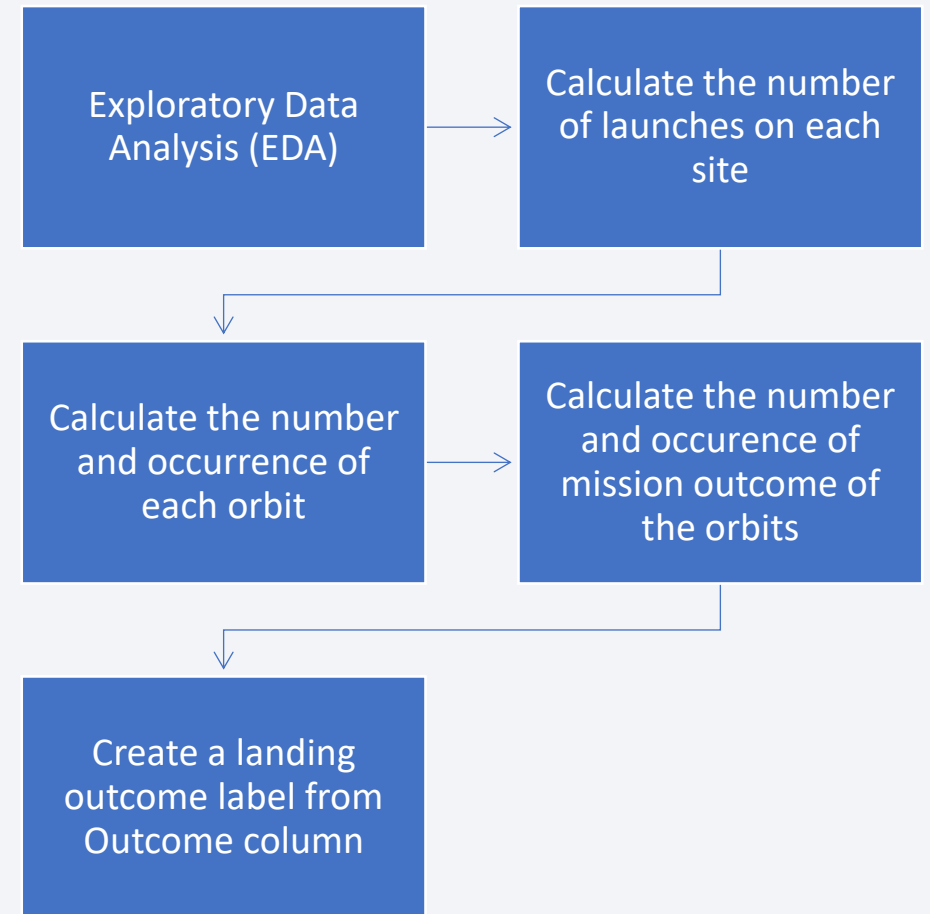 Exploratory Data
Analysis (EDA)
Calculate the number
of launches on each
site
Calculate the number
and occurrence of
each orbit
Calculate the number
and occurence of
mission outcome of
the orbits
Create a landing
outcome label from
Outcome column